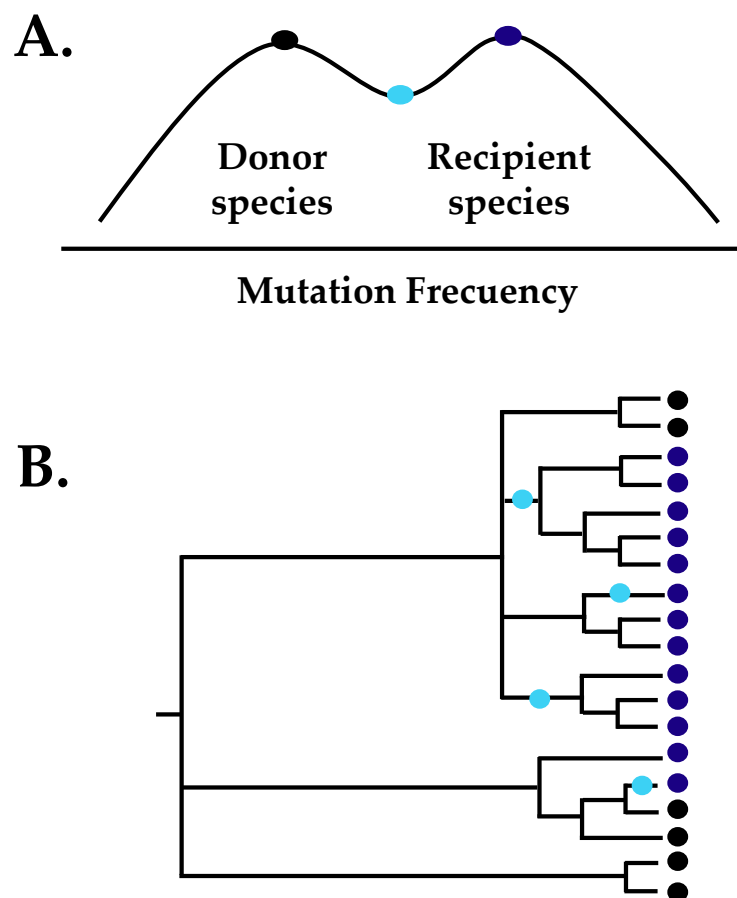 A.
Donor
species
Recipient
species
Mutation Frecuency
B.